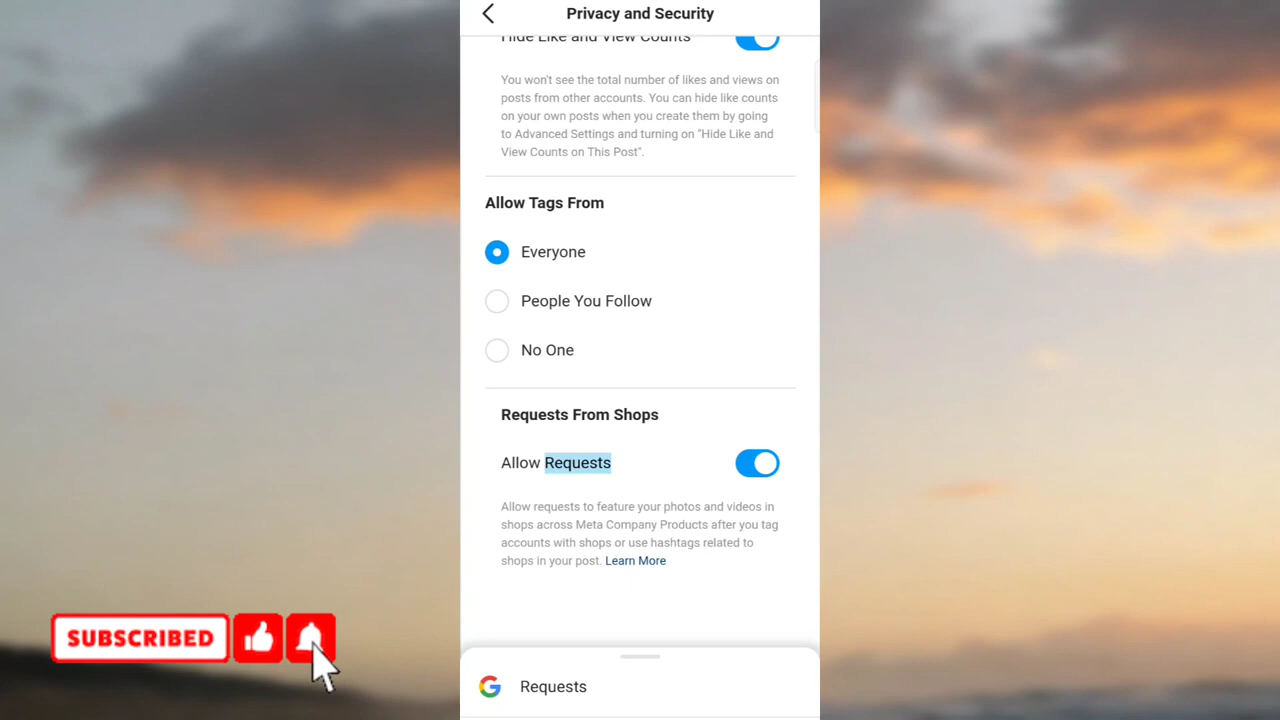 Privacy and Security
Hide Like and View Counts
You won't see the total number of likes and views on
posts from other accounts. You can hide like counts
on your own posts when you create them by going
to Advanced Settings and turning on "Hide Like and
View Counts on This Post".
Allow Tags From
Everyone
People You Follow
No One
Requests From Shops
Allow Requests
Allow requests to feature your photos and videos in
shops across Meta Company Products after you tag
accounts with shops or use hashtags related to
shops in your post. Learn More
SUBSCRIBED
Requests